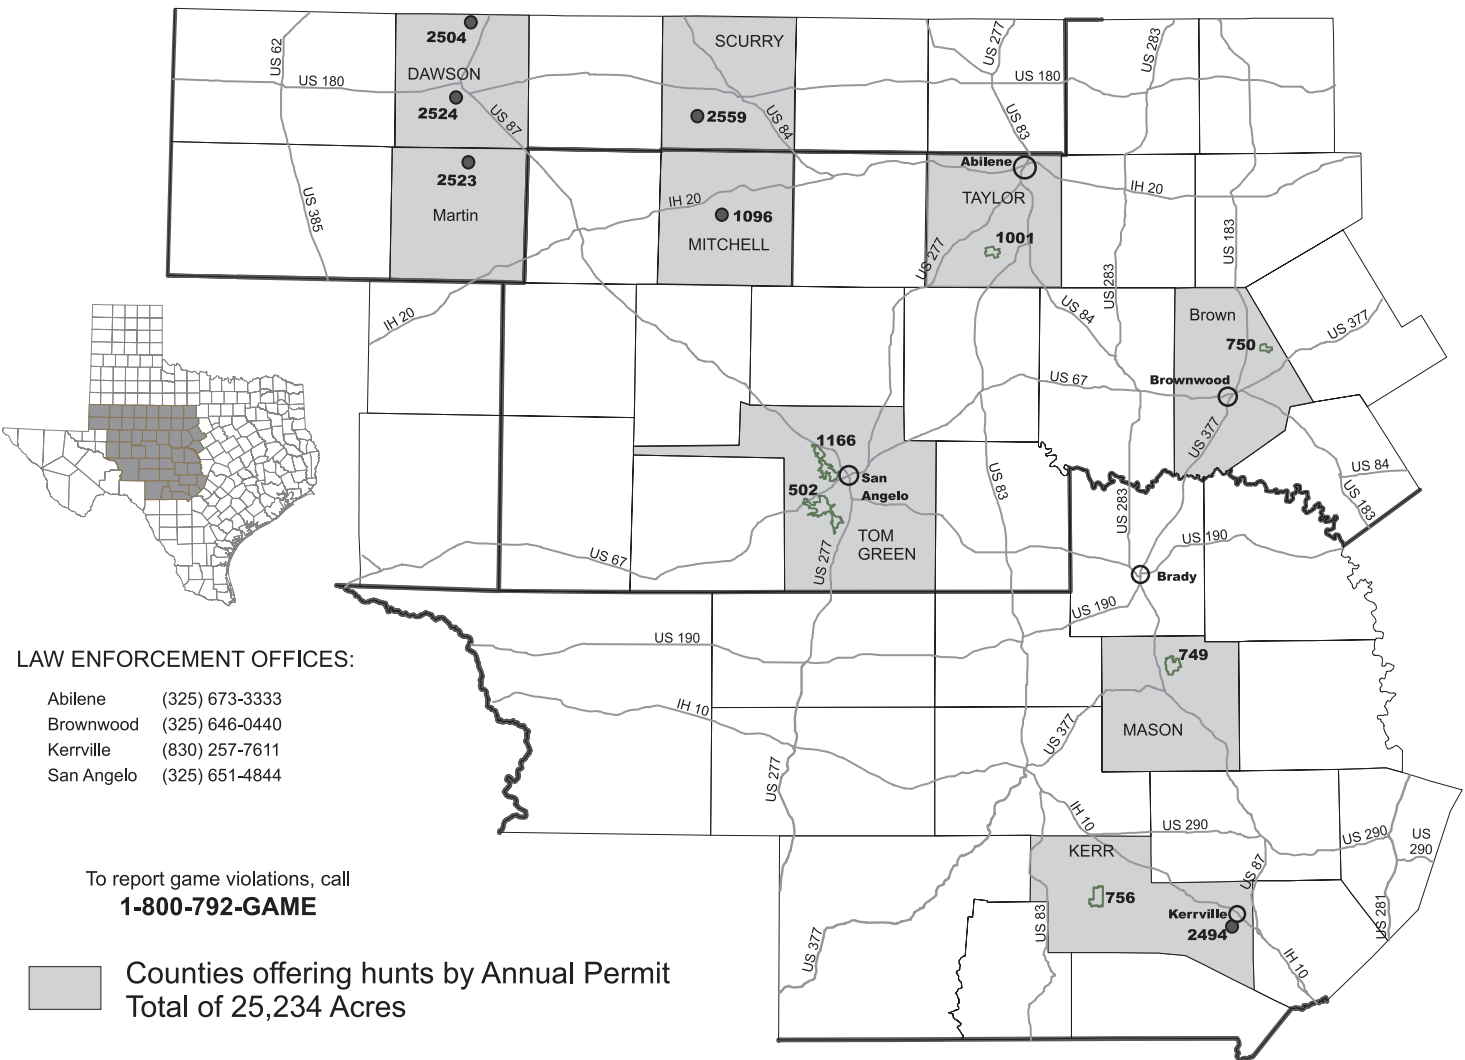 2504
DAWSON
2524
US 62
US 180
US 87
SCURRY
2559
US 84
US 277
US 180
US 83
US 283
2523
Martin
US 385
IH 20
1096
MITCHELL
Abilene
TAYLOR
1001
US 277
IH 20
US 183
US 283
IH 20
US 84
Brown
750
US 377
Brownwood
US 67
US 377
1166
502
San
Angelo
TOM
GREEN
US 277
US 67
US 83
US 283
US 84
US 183
US 190
Brady
US 190
US 190
IH 10
US 277
US 377
749
MASON
IH 10
US 290
US 290
US
290
KERR
756
US 87
Kerrville
2494
US 83
US 377
US 281
IH 10
LAW ENFORCEMENT OFFICES:
Abilene (325) 673-3333
Brownwood (325) 646-0440
Kerrville (830) 257-7611
San Angelo (325) 651-4844
To report game violations, call
1-800-792-GAME
Counties offering hunts by Annual Permit
Total of 25,234 Acres